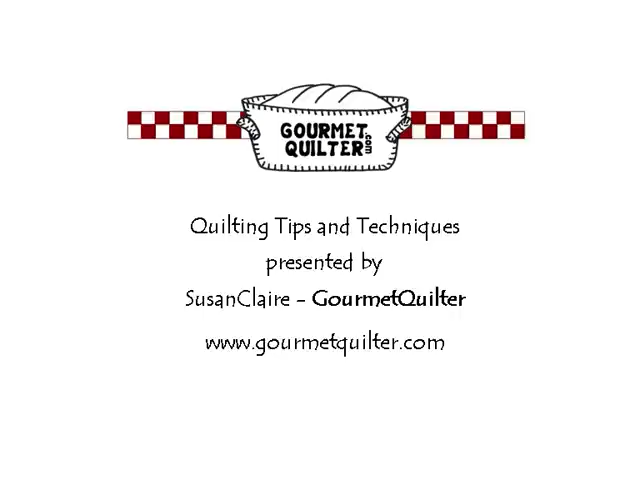 GOURMET
QUILTER.com
Quilting Tips and Techniques
presented by
SusanClaire - GourmetQuilter
www.gourmetquilter.com